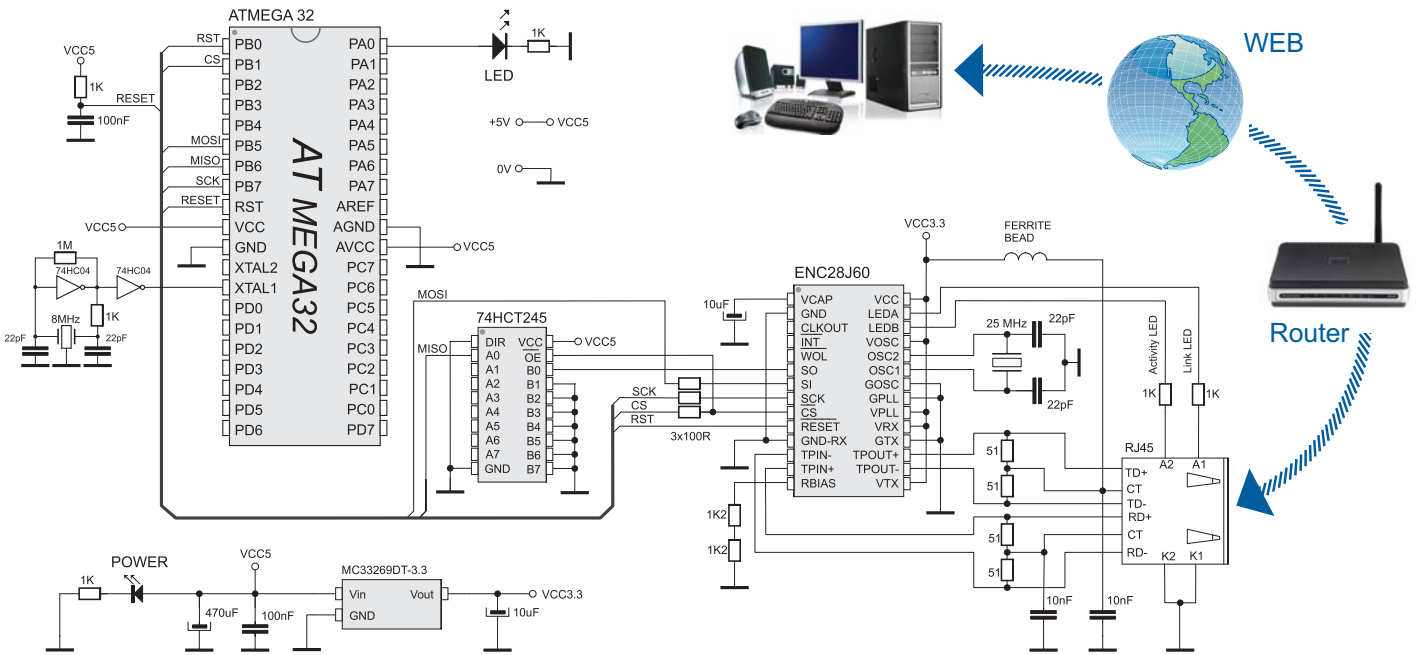 ATMEGA 32
RST
CS
VCC5
1K
RESET
100nF
MOSI
MISO
SCK
RESET
VCC5
PB0
PB1
PB2
PB3
PB4
PB5
PB6
PB7
RST
VCC
GND
XTAL2
XTAL1
PD0
PD1
PD2
PD3
PD4
PD5
PD6
AT MEGA32
PA0
PA1
PA2
PA3
PA4
PA5
PA6
PA7
AREF
AGND
AVCC
PC7
PC6
PC5
PC4
PC3
PC2
PC1
PC0
PD7
LED
1K
+5V
VCC5
0V
VCC5
1M
74HC04
74HC04
1K
8MHz
22pF
22pF
MOSI
MISO
74HCT245
DIR
A0
A1
A2
A3
A4
A5
A6
A7
GND
VCC
OE
B0
B1
B2
B3
B4
B5
B6
B7
VCC5
SCK
CS
RST
3x100R
VCC3.3
FERRITE
BEAD
ENC28J60
10uF
VCAP
GND
CLKOUT
INT
WOL
SO
SI
SCK
CS
RESET
GND-RX
TPIN-
TPIN+
RBIAS
VCC
LEDA
LEDB
VOSC
OSC2
OSC1
GOSC
GPLL
VPLL
VRX
GTX
TPOUT+
TPOUT-
VTX
25 MHz
22pF
22pF
Activity LED
Link LED
1K
1K
1K2
1K2
51
51
51
51
RJ45
A2
A1
TD+
CT
TD-
RD+
CT
RD-
K2
K1
10nF
10nF
WEB
Router
POWER
1K
VCC5
470uF
100nF
MC33269DT-3.3
Vin
Vout
GND
VCC3.3
10uF